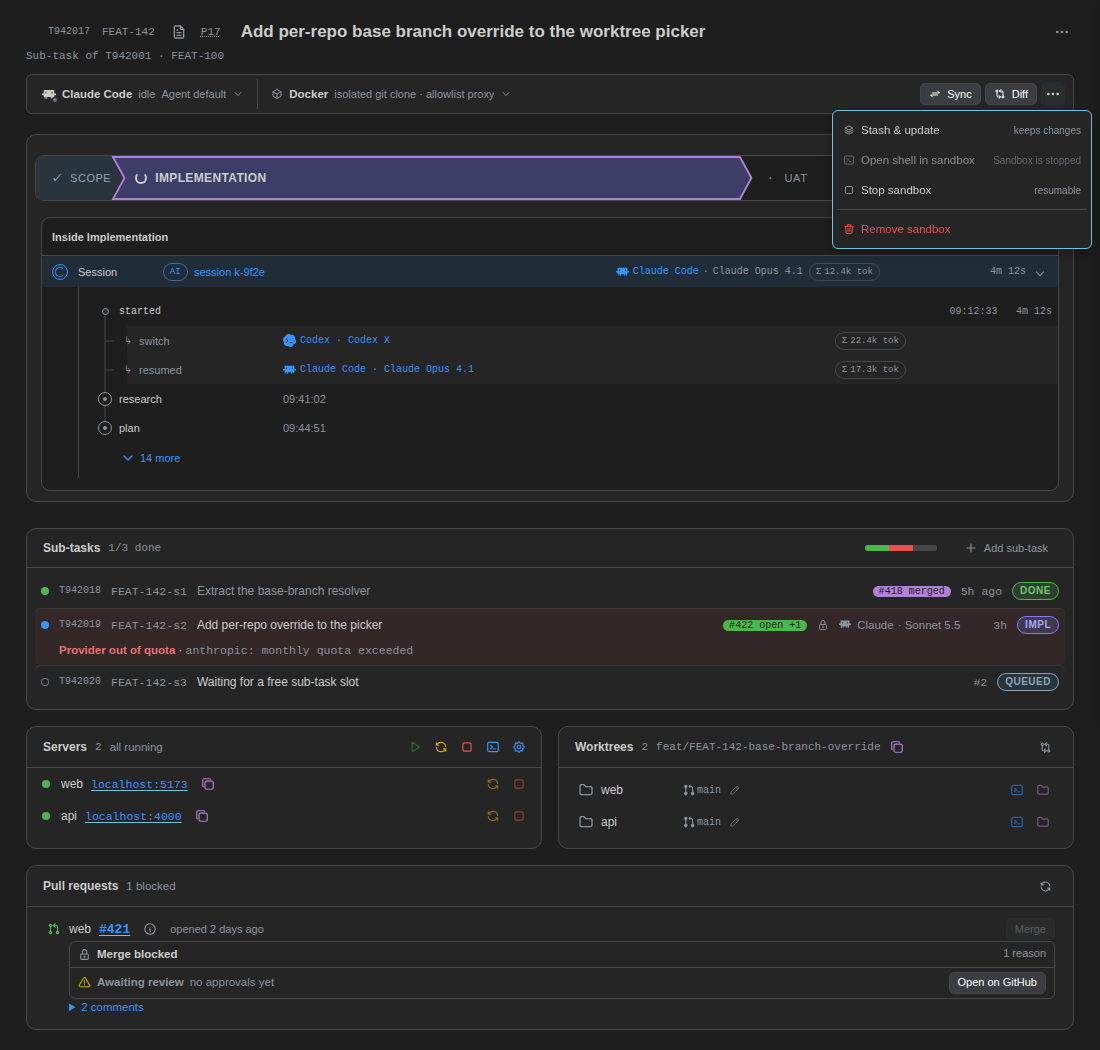 T942017 FEAT-142 P17 Add per-repo base branch override to the worktree picker
Sub-task of T942001 · FEAT-100
Claude Code idle Agent default Docker isolated git clone · allowlist proxy Sync Diff
Stash & update keeps changes
Open shell in sandbox Sandbox is stopped
Stop sandbox resumable
Remove sandbox
SCOPE IMPLEMENTATION · UAT
Inside Implementation
Session AI session k-9f2e Claude Code · Claude Opus 4.1 Σ 12.4k tok 4m 12s
started 09:12:33 4m 12s
↳ switch Codex · Codex X Σ 22.4k tok
↳ resumed Claude Code · Claude Opus 4.1 Σ 17.3k tok
research 09:41:02
plan 09:44:51
14 more
Sub-tasks 1/3 done Add sub-task
T942018 FEAT-142-s1 Extract the base-branch resolver #418 merged 5h ago DONE
T942019 FEAT-142-s2 Add per-repo override to the picker #422 open +1 Claude · Sonnet 5.5 3h IMPL
Provider out of quota · anthropic: monthly quota exceeded
T942020 FEAT-142-s3 Waiting for a free sub-task slot #2 QUEUED
Servers 2 all running
web localhost:5173
api localhost:4000
Worktrees 2 feat/FEAT-142-base-branch-override
web main
api main
Pull requests 1 blocked
web #421 opened 2 days ago Merge
Merge blocked 1 reason
Awaiting review no approvals yet Open on GitHub
2 comments